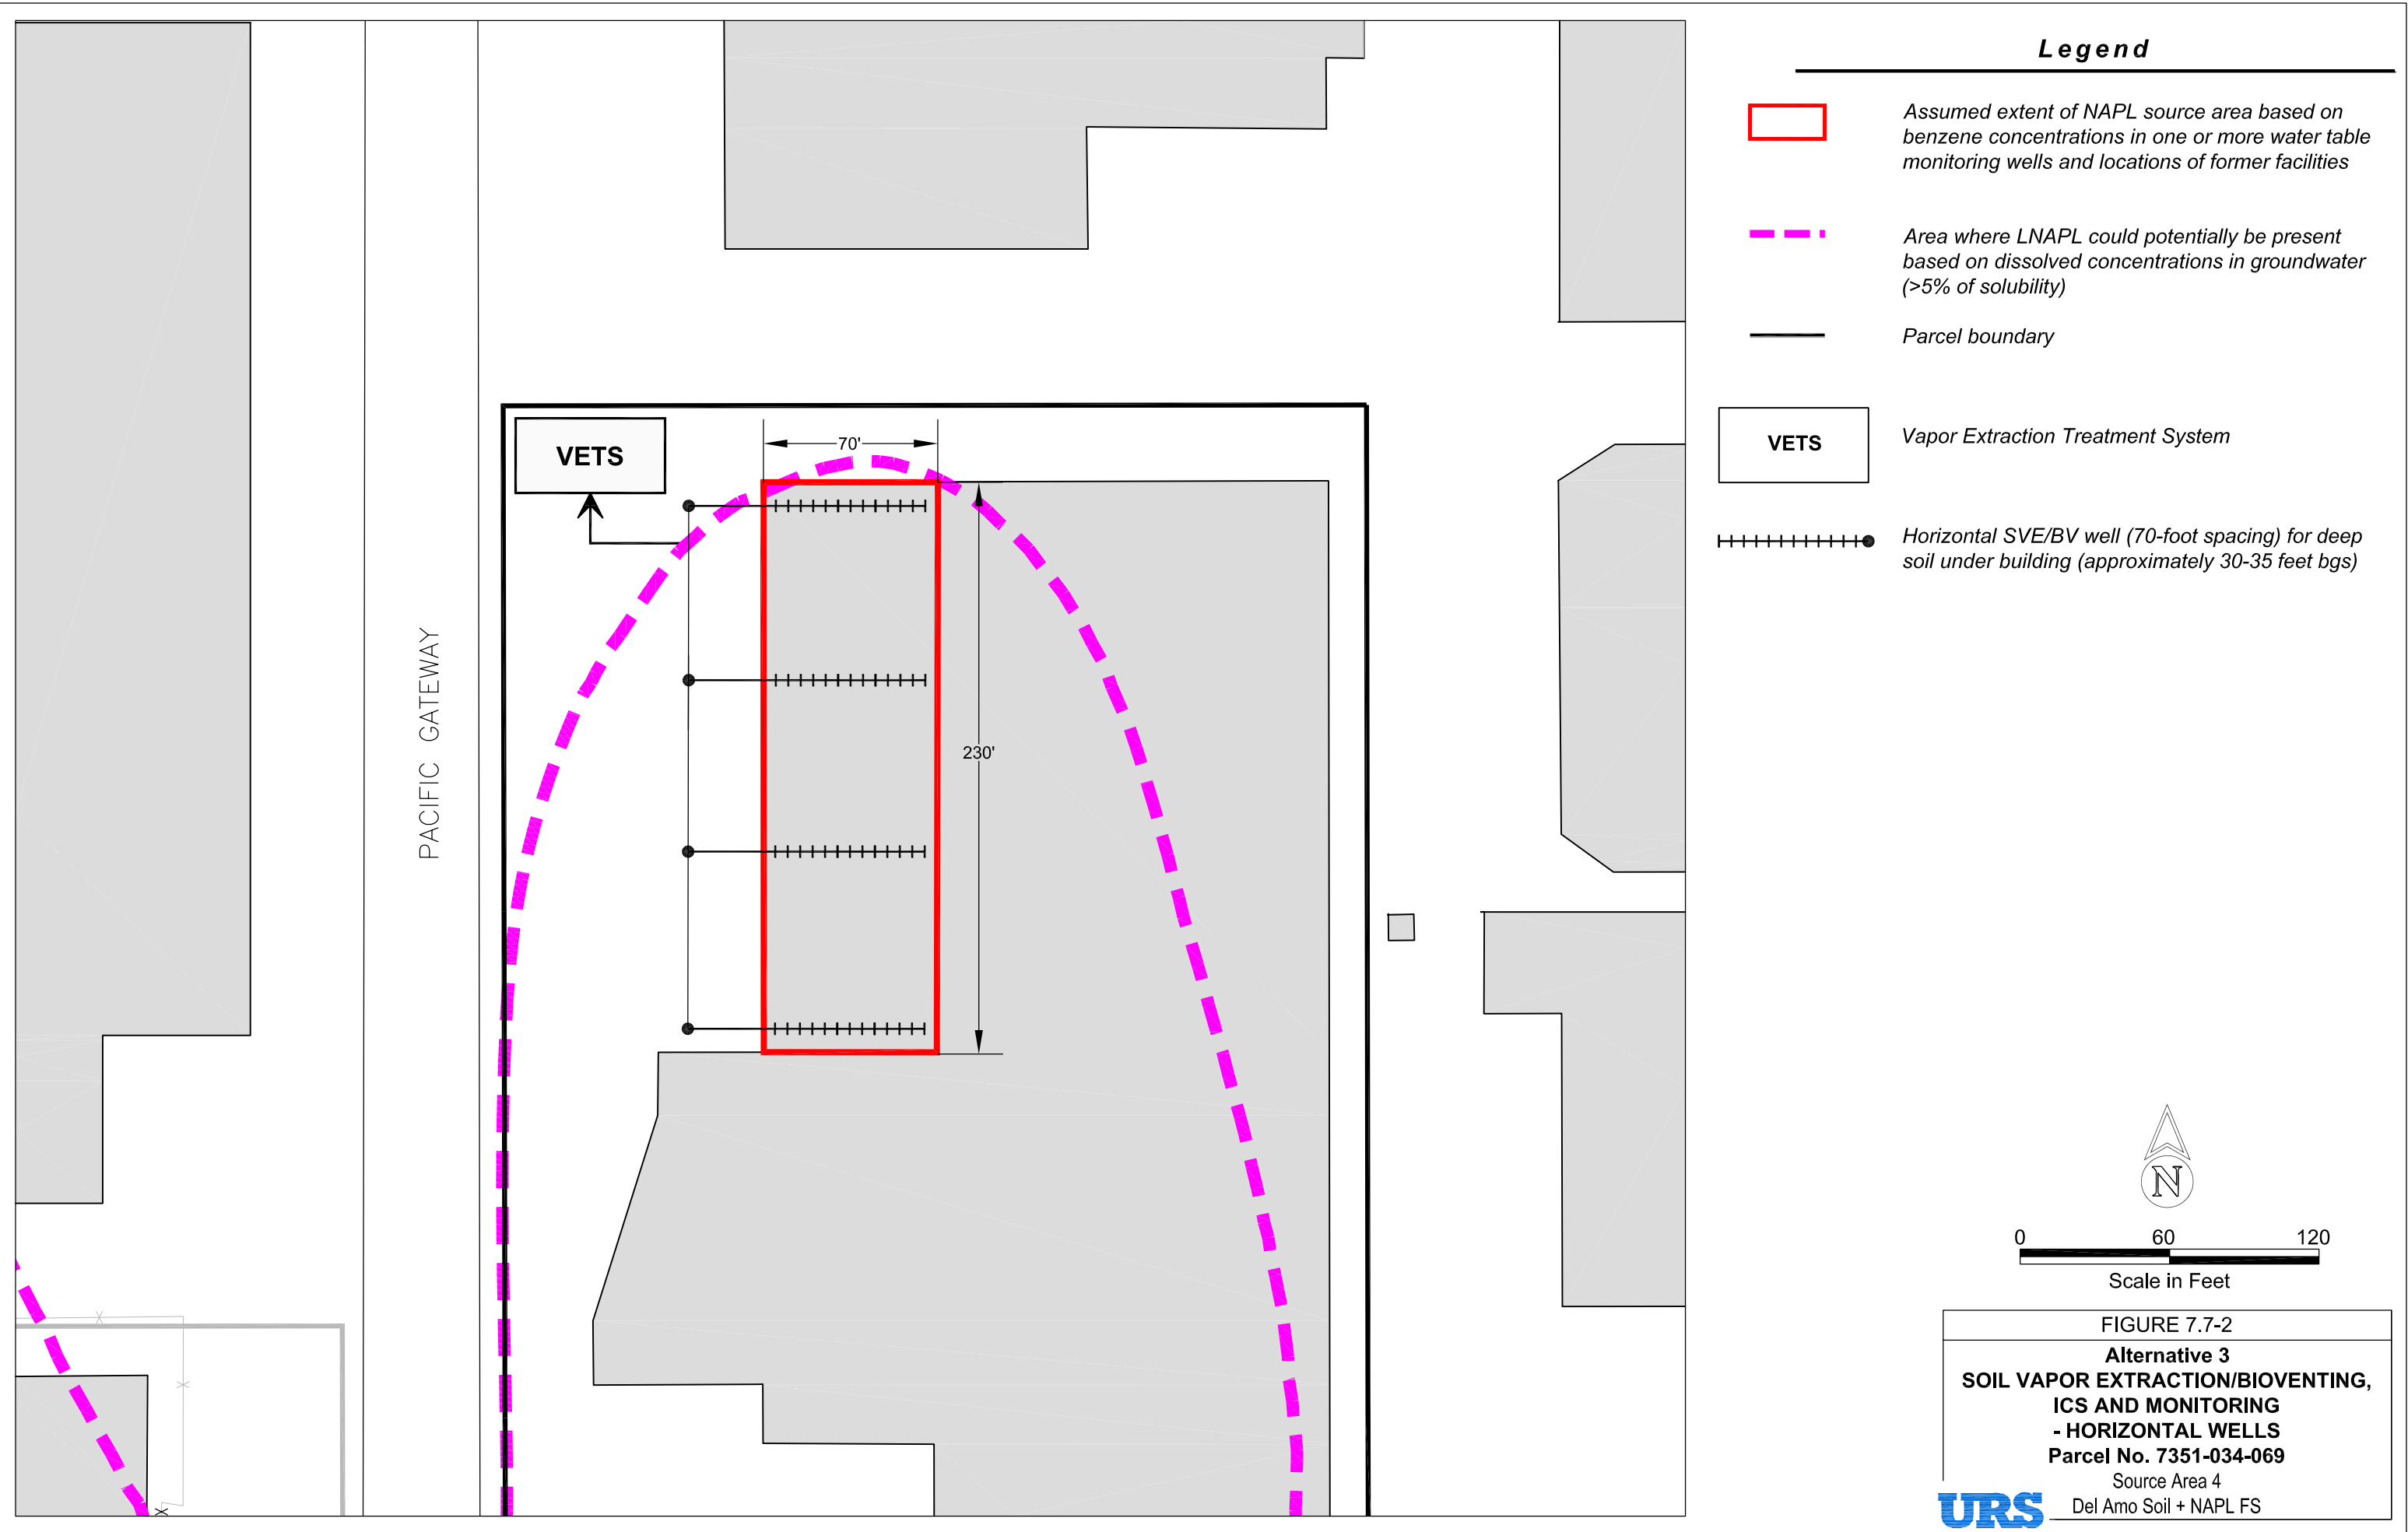 Legend
Assumed extent of NAPL source area based on
benzene concentrations in one or more water table
monitoring wells and locations of former facilities
Area where LNAPL could potentially be present
based on dissolved concentrations in groundwater
(>5% of solubility)
Parcel boundary
VETS
Vapor Extraction Treatment System
Horizontal SVE/BV well (70-foot spacing) for deep
soil under building (approximately 30-35 feet bgs)
VETS
70'
230'
PACIFIC GATEWAY
N
0 60 120
Scale in Feet
FIGURE 7.7-2
Alternative 3
SOIL VAPOR EXTRACTION/BIOVENTING,
ICS AND MONITORING
- HORIZONTAL WELLS
Parcel No. 7351-034-069
Source Area 4
Del Amo Soil + NAPL FS
URS